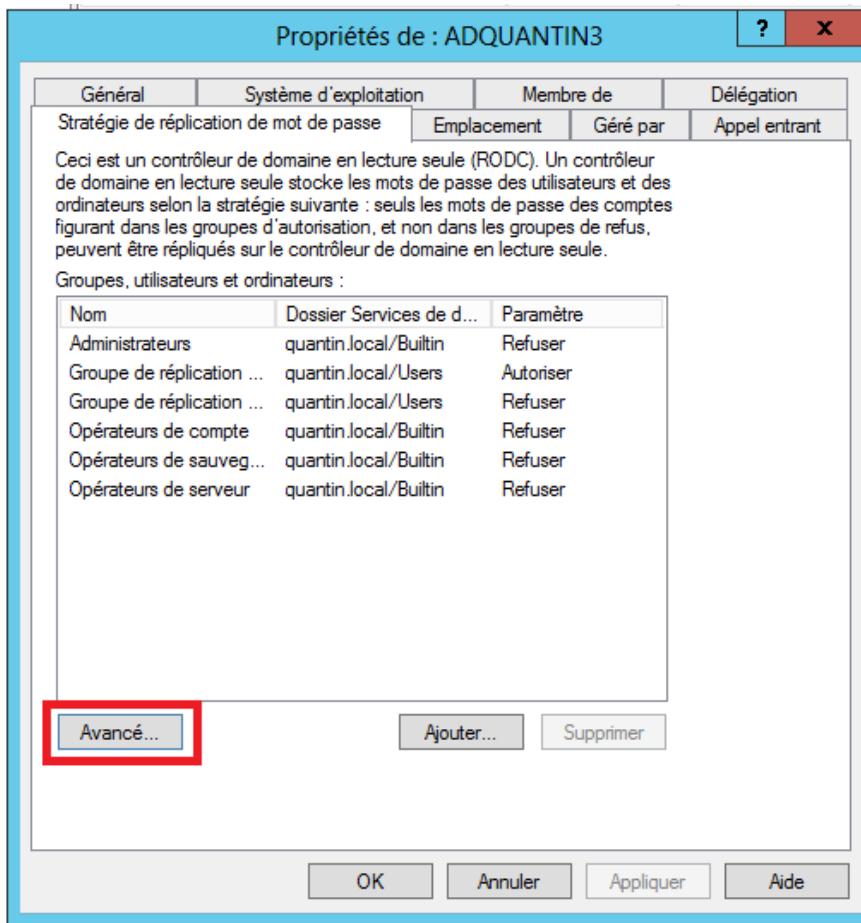 Propriétés de : ADQUANTIN3
? x
Général Système d'exploitation Membre de Délégation
Stratégie de réplication de mot de passe Emplacement Géré par Appel entrant
Ceci est un contrôleur de domaine en lecture seule (RODC). Un contrôleur
de domaine en lecture seule stocke les mots de passe des utilisateurs et des
ordinateurs selon la stratégie suivante : seuls les mots de passe des comptes
figurant dans les groupes d'autorisation, et non dans les groupes de refus,
peuvent être répliqués sur le contrôleur de domaine en lecture seule.
Groupes, utilisateurs et ordinateurs :
Nom Dossier Services de d... Paramètre
Administrateurs quantin.local/Builtin Refuser
Groupe de réplication ... quantin.local/Users Autoriser
Groupe de réplication ... quantin.local/Users Refuser
Opérateurs de compte quantin.local/Builtin Refuser
Opérateurs de sauveg... quantin.local/Builtin Refuser
Opérateurs de serveur quantin.local/Builtin Refuser
Avancé... Ajouter... Supprimer
OK Annuler Appliquer Aide